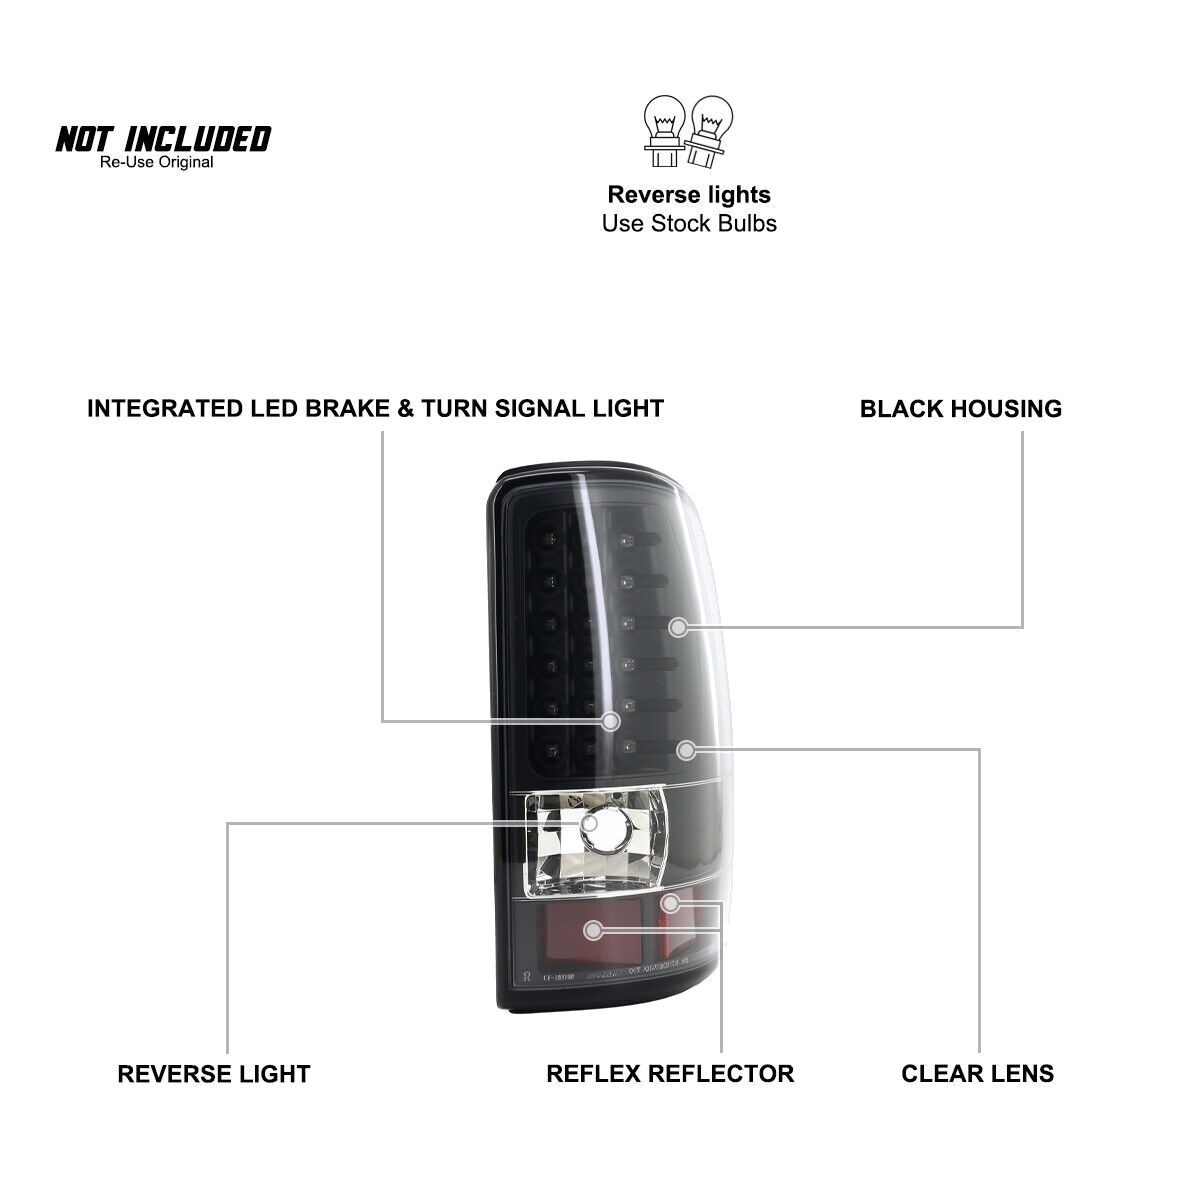 NOT INCLUDED
Re-Use Original
Reverse lights
Use Stock Bulbs
INTEGRATED LED BRAKE & TURN SIGNAL LIGHT
BLACK HOUSING
R
REVERSE LIGHT
REFLEX REFLECTOR
CLEAR LENS